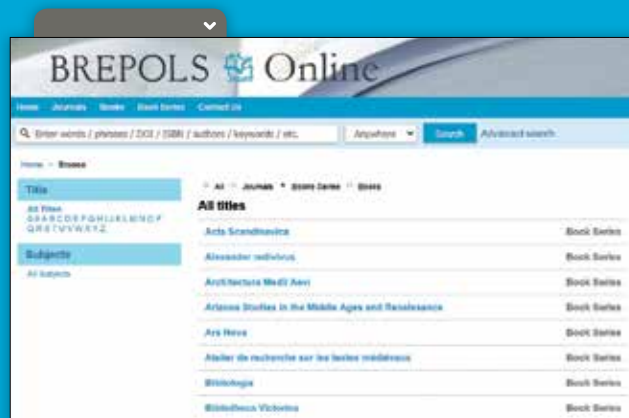 BREPOLS Online
Home Journals Books Book Series Contact Us
Enter words / phrases / DOI / ISBN / authors / keywords / etc. Anywhere Search Advanced search
Home > Browse
Title
All Titles
0-9 A B C D E F G H I J K L M N O P
Q R S T U V W X Y Z
Subjects
All Subjects
All Journals Book Series Books
All titles
Acta Scandinavica Book Series
Alexander redivivus Book Series
Architectura Medii Aevi Book Series
Arizona Studies in the Middle Ages and Renaissance Book Series
Ars Nova Book Series
Atelier de recherche sur les textes médiévaux Book Series
Bibliologia Book Series
Bibliotheca Victorina Book Series